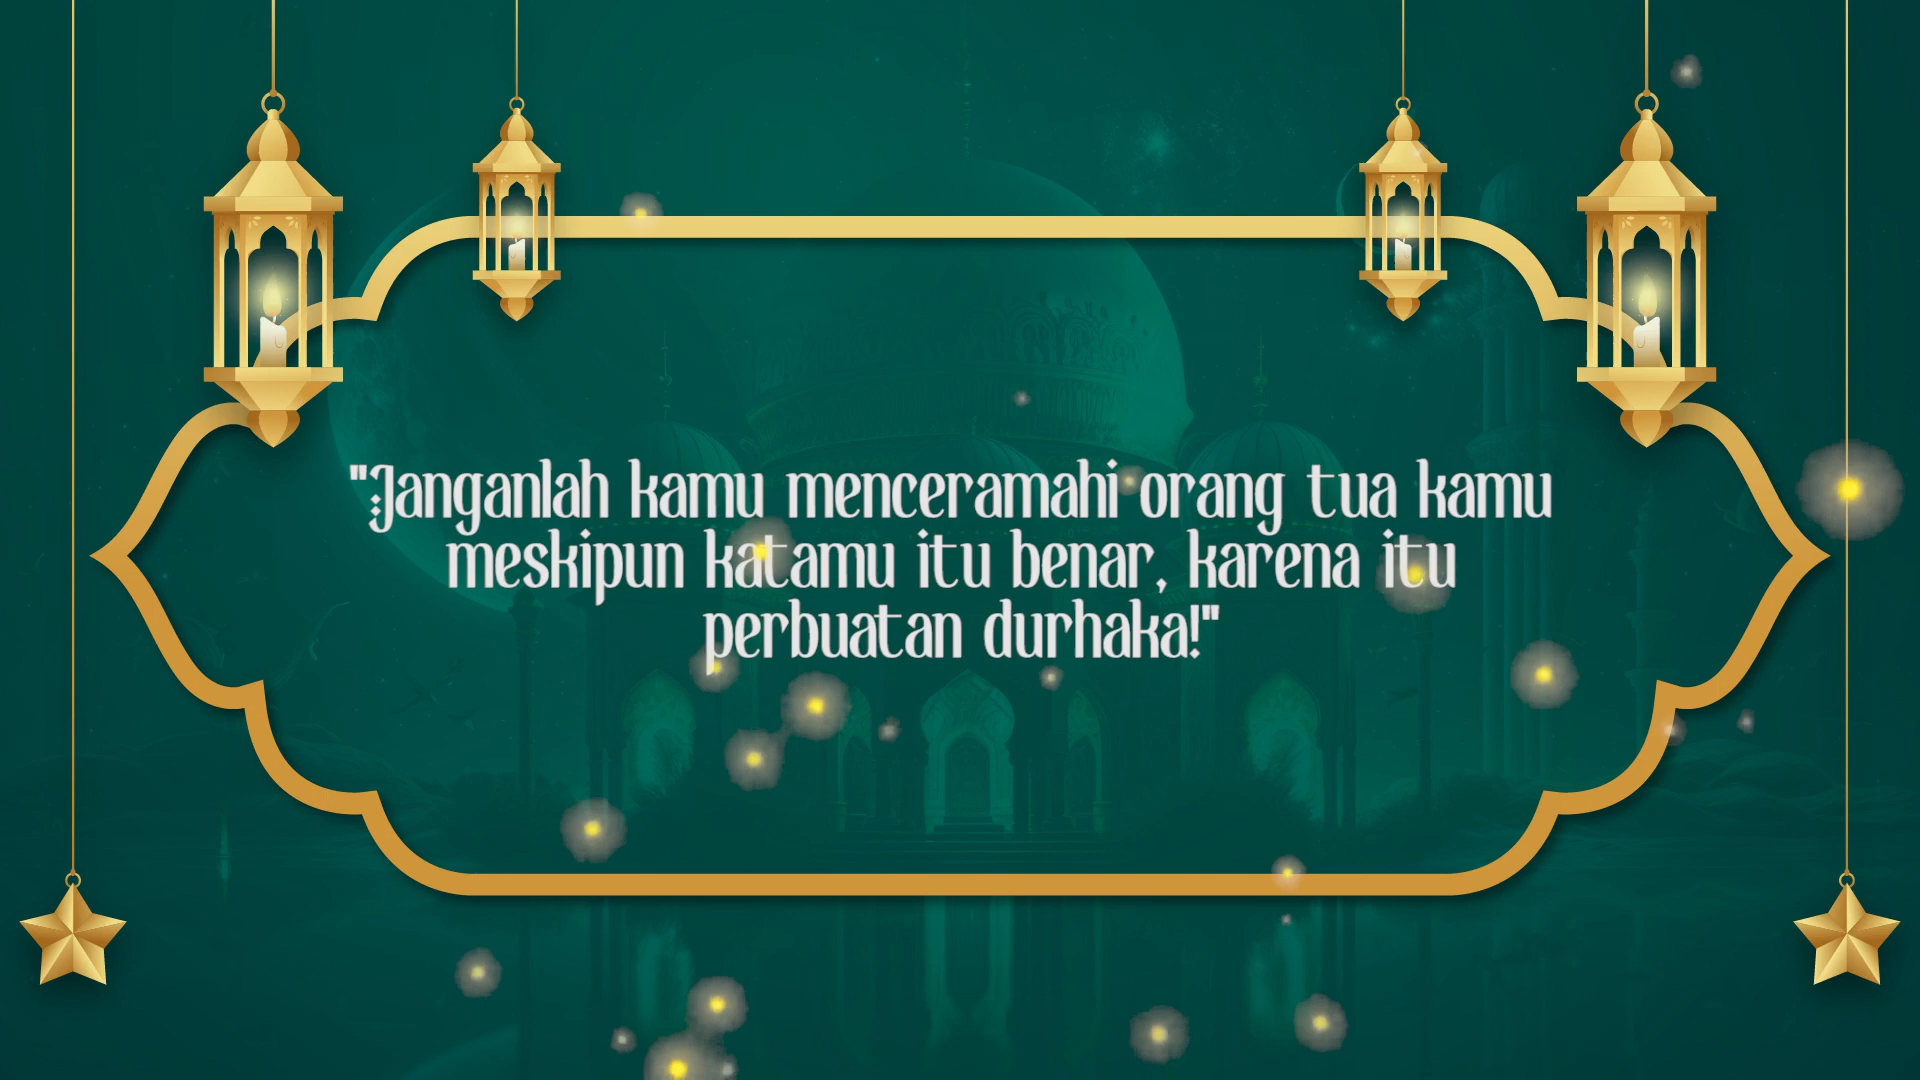 "Janganlah kamu menceramahi orang tua kamu
meskipun katamu itu benar, karena itu
perbuatan durhaka!"